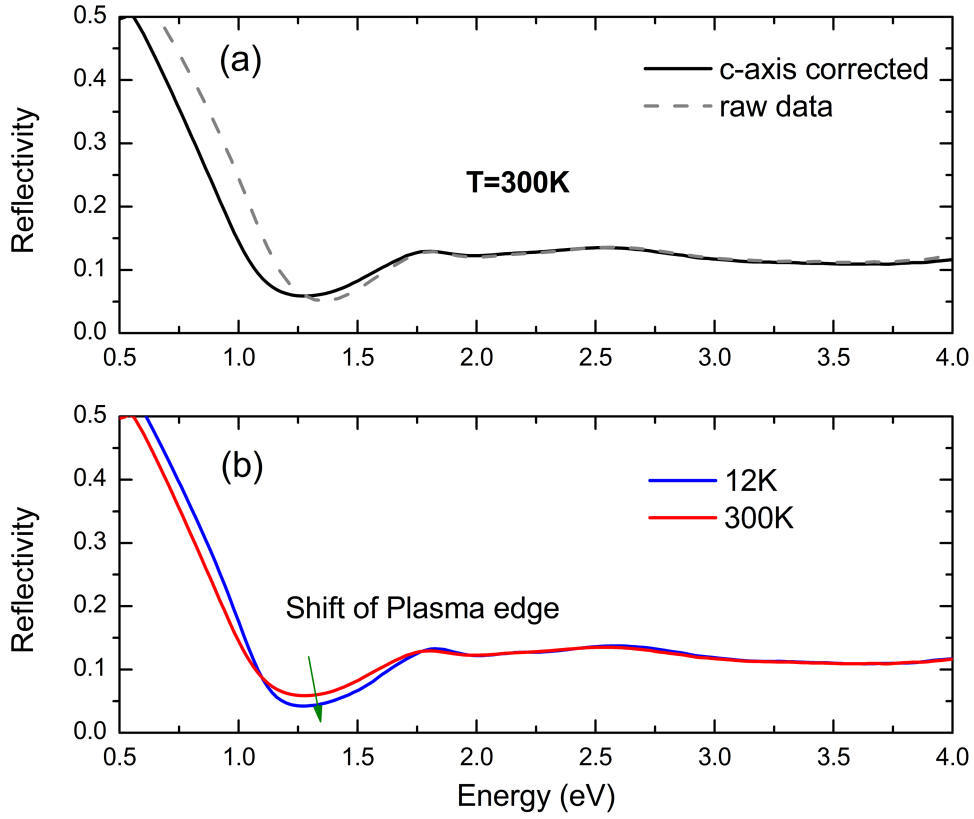 (a)
c-axis corrected
raw data
T=300K
Reflectivity
0.5
0.4
0.3
0.2
0.1
0.0
0.5 1.0 1.5 2.0 2.5 3.0 3.5 4.0
(b)
12K
300K
Shift of Plasma edge
Reflectivity
0.5
0.4
0.3
0.2
0.1
0.0
0.5 1.0 1.5 2.0 2.5 3.0 3.5 4.0
Energy (eV)